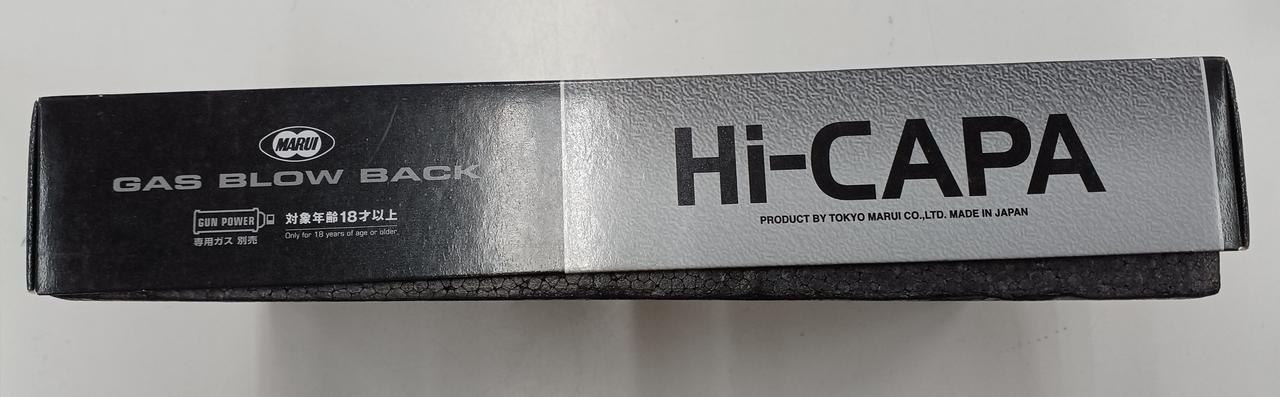 MARUI
GAS BLOW BACK
GUN POWER
専用ガス 別売
対象年齢18才以上
Only for 18 years of age or older.
Hi-CAPA
PRODUCT BY TOKYO MARUI CO.,LTD. MADE IN JAPAN